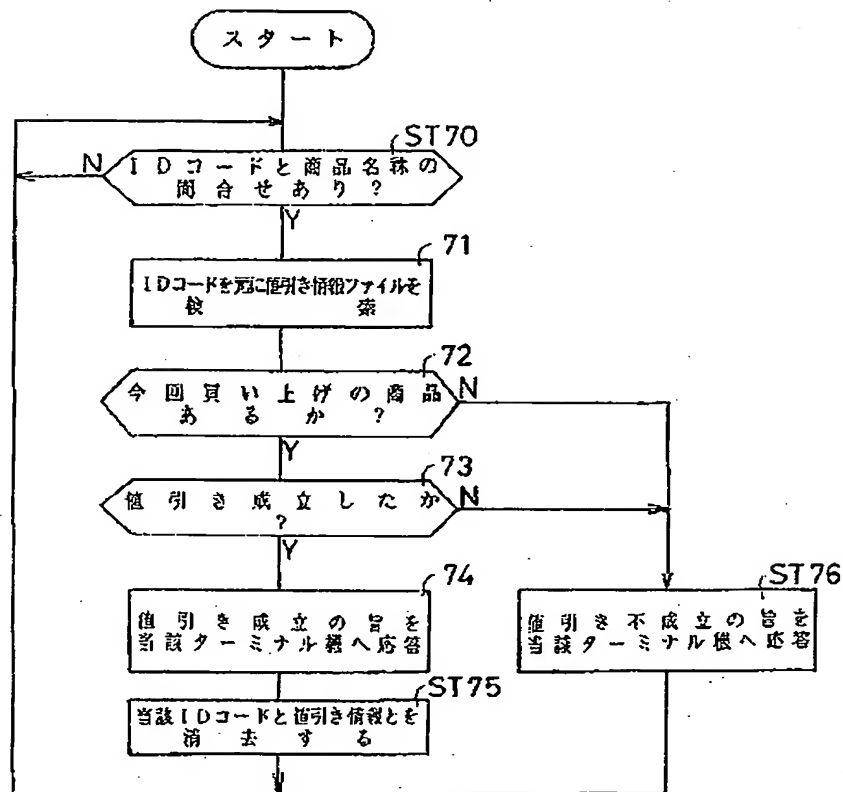 スタート
ST70
N
IDコードと商品名称の
問合せあり?
Y
71
IDコードを元に値引き情報ファイルを
検索
72
今回買い上げの商品
N
あるか?
Y
73
値引き成立したか
N
?
Y
74
ST76
値引き成立の旨を
当該ターミナル機へ応答
値引き不成立の旨を
当該ターミナル機へ応答
ST75
当該IDコードと値引き情報とを
消去する